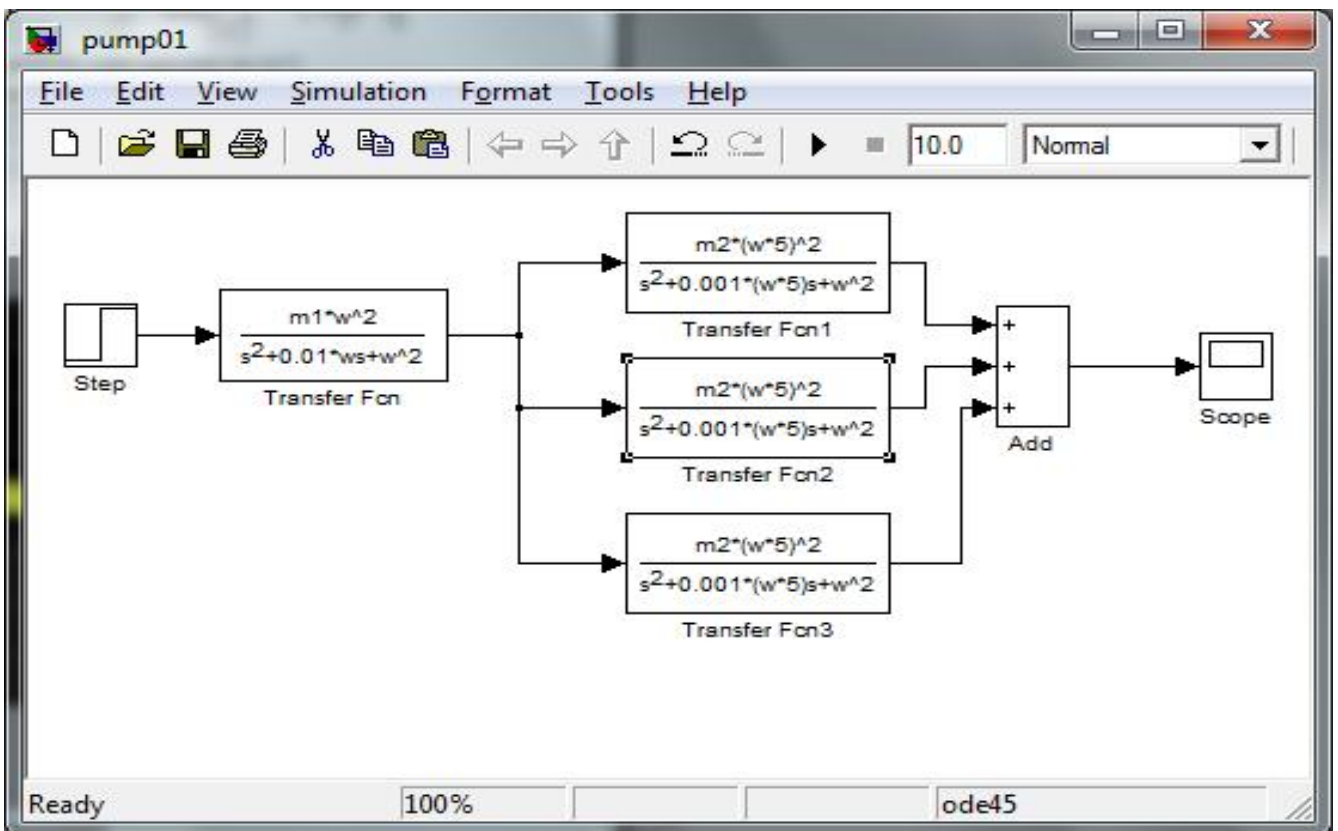 pump01
File Edit View Simulation Format Tools Help
10.0 Normal
m2*(w*5)^2
s2+0.001*(w*5)s+w^2
Transfer Fcn1
m1*w^2
s2+0.01*ws+w^2
Transfer Fcn
Step
m2*(w*5)^2
s2+0.001*(w*5)s+w^2
Transfer Fcn2
+
+
+
Add
Scope
m2*(w*5)^2
s2+0.001*(w*5)s+w^2
Transfer Fcn3
Ready 100% ode45